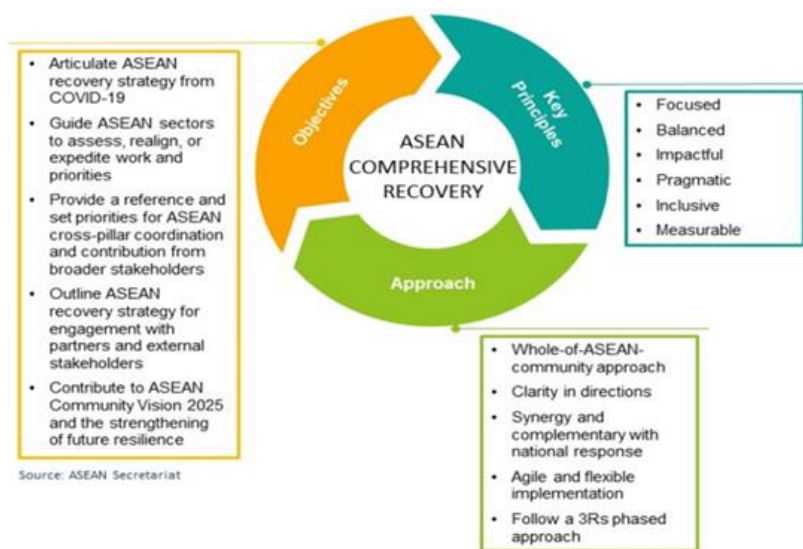 • Articulate ASEAN
recovery strategy from
COVID-19
• Guide ASEAN sectors
to assess, realign, or
expedite work and
priorities
• Provide a reference and
set priorities for ASEAN
cross-pillar coordination
and contribution from
broader stakeholders
• Outline ASEAN
recovery strategy for
engagement with
partners and external
stakeholders
• Contribute to ASEAN
Community Vision 2025
and the strengthening
of future resilience
Source: ASEAN Secretariat
Objectives
ASEAN
COMPREHENSIVE
RECOVERY
Key
Principles
Approach
• Focused
• Balanced
• Impactful
• Pragmatic
• Inclusive
• Measurable
• Whole-of-ASEAN-
community approach
• Clarity in directions
• Synergy and
complementary with
national response
• Agile and flexible
implementation
• Follow a 3Rs phased
approach